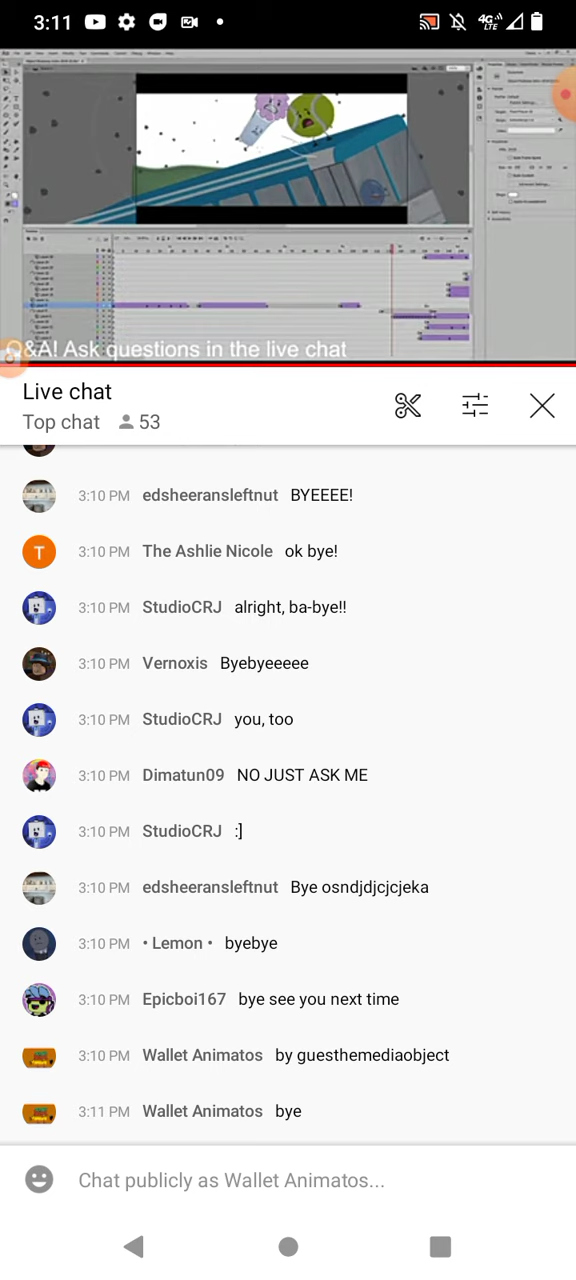 3:11
4G
LTE
Q&A! Ask questions in the live chat
Live chat
Top chat 53
3:10 PM edsheeransleftnut BYEEEE!
T 3:10 PM The Ashlie Nicole ok bye!
3:10 PM StudioCRJ alright, ba-bye!!
3:10 PM Vernoxis Byebyeeeee
3:10 PM StudioCRJ you, too
3:10 PM Dimatun09 NO JUST ASK ME
3:10 PM StudioCRJ :]
3:10 PM edsheeransleftnut Bye osndjdjcjcjeka
3:10 PM • Lemon • byebye
3:10 PM Epicboi167 bye see you next time
3:10 PM Wallet Animatos by guesthemediaobject
3:11 PM Wallet Animatos bye
Chat publicly as Wallet Animatos...